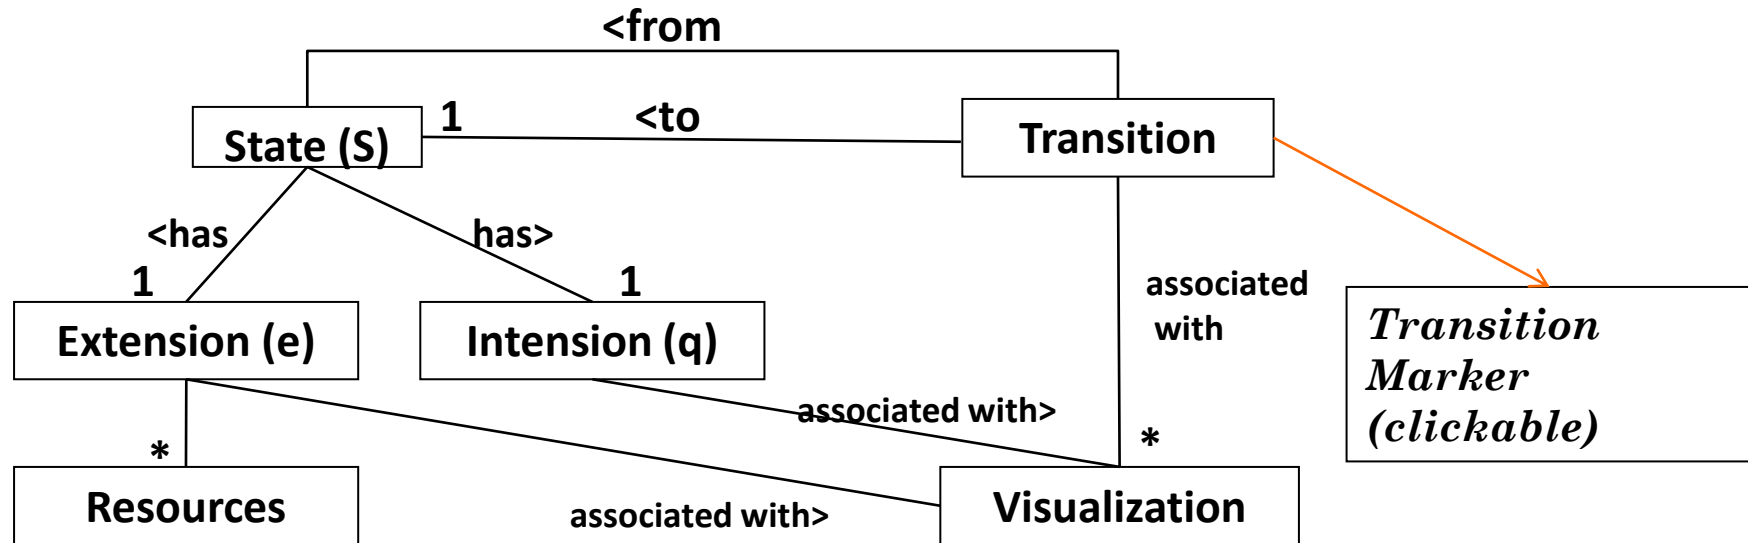 <from
State (S)
1
<to
Transition
<has
has>
1
1
Extension (e)
Intension (q)
associated
with
Transition
Marker
(clickable)
associated with>
*
*
Resources
associated with>
Visualization